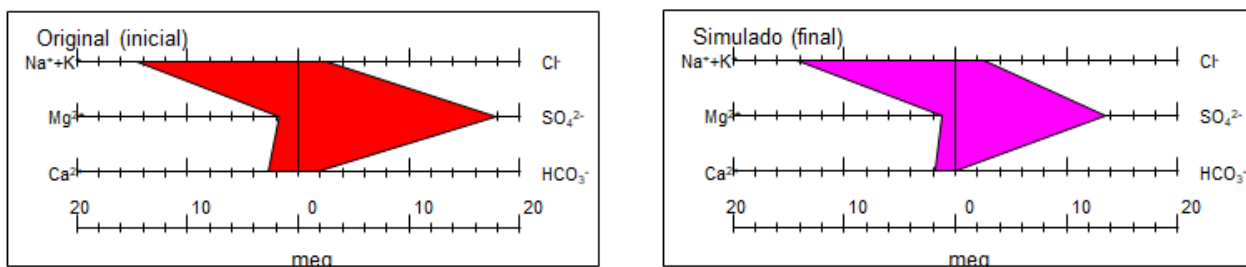 Original (inicial)
Na⁺+K⁺ Cl⁻
Mg²⁺ SO₄²⁻
Ca²⁺ HCO₃⁻
20 10 0 10 20
meq
Simulado (final)
Na⁺+K⁺ Cl⁻
Mg²⁺ SO₄²⁻
Ca²⁺ HCO₃⁻
20 10 0 10 20
meq